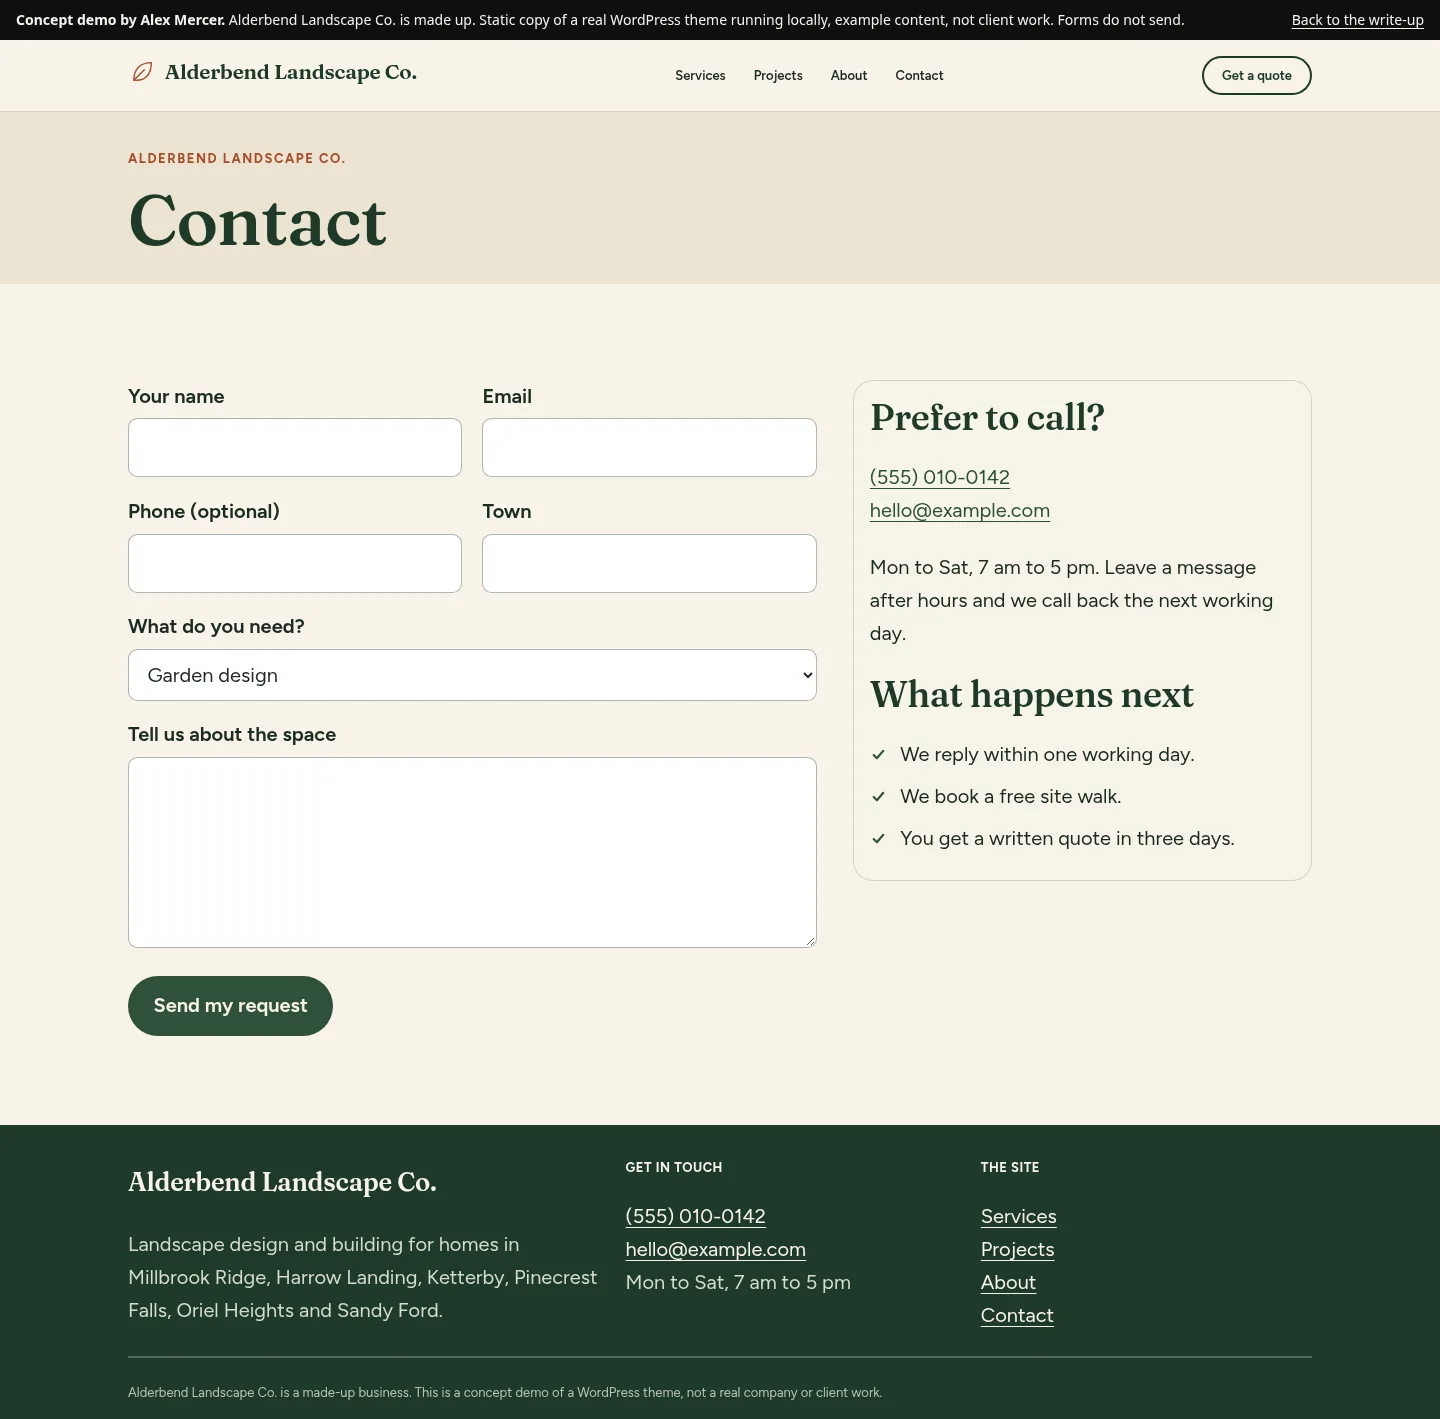 Concept demo by Alex Mercer. Alderbend Landscape Co. is made up. Static copy of a real WordPress theme running locally, example content, not client work. Forms do not send.
Back to the write-up
Alderbend Landscape Co.
Services
Projects
About
Contact
Get a quote
ALDERBEND LANDSCAPE CO.
Contact
Your name
Email
Phone (optional)
Town
What do you need?
Garden design
Tell us about the space
Send my request
Prefer to call?
(555) 010-0142
hello@example.com
Mon to Sat, 7 am to 5 pm. Leave a message
after hours and we call back the next working
day.
What happens next
We reply within one working day.
We book a free site walk.
You get a written quote in three days.
Alderbend Landscape Co.
Landscape design and building for homes in
Millbrook Ridge, Harrow Landing, Ketterby, Pinecrest
Falls, Oriel Heights and Sandy Ford.
GET IN TOUCH
(555) 010-0142
hello@example.com
Mon to Sat, 7 am to 5 pm
THE SITE
Services
Projects
About
Contact
Alderbend Landscape Co. is a made-up business. This is a concept demo of a WordPress theme, not a real company or client work.